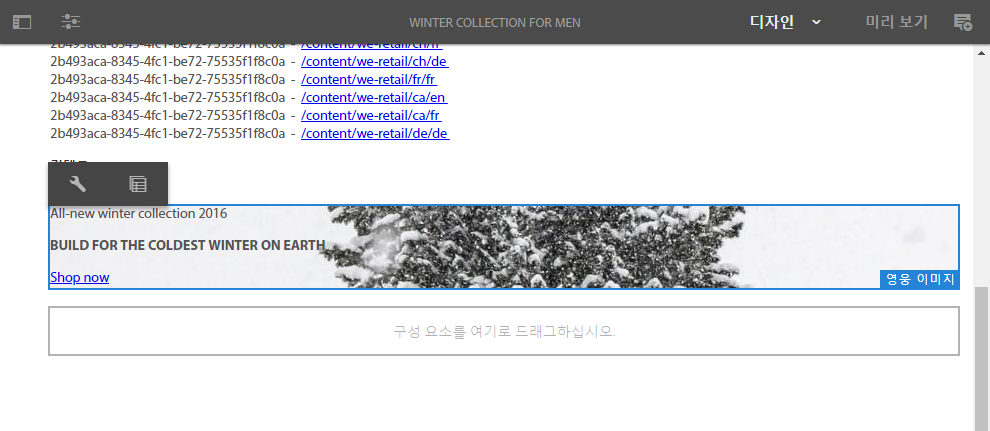 WINTER COLLECTION FOR MEN
디자인
미리 보기
2b493aca-8345-4fc1-be72-75535f1f8c0a - /content/we-retail/ch/fr
2b493aca-8345-4fc1-be72-75535f1f8c0a - /content/we-retail/ch/de
2b493aca-8345-4fc1-be72-75535f1f8c0a - /content/we-retail/fr/fr
2b493aca-8345-4fc1-be72-75535f1f8c0a - /content/we-retail/ca/en
2b493aca-8345-4fc1-be72-75535f1f8c0a - /content/we-retail/ca/fr
2b493aca-8345-4fc1-be72-75535f1f8c0a - /content/we-retail/de/de
All-new winter collection 2016
BUILD FOR THE COLDEST WINTER ON EARTH
Shop now
영웅 이미지
구성 요소를 여기로 드래그하십시오.